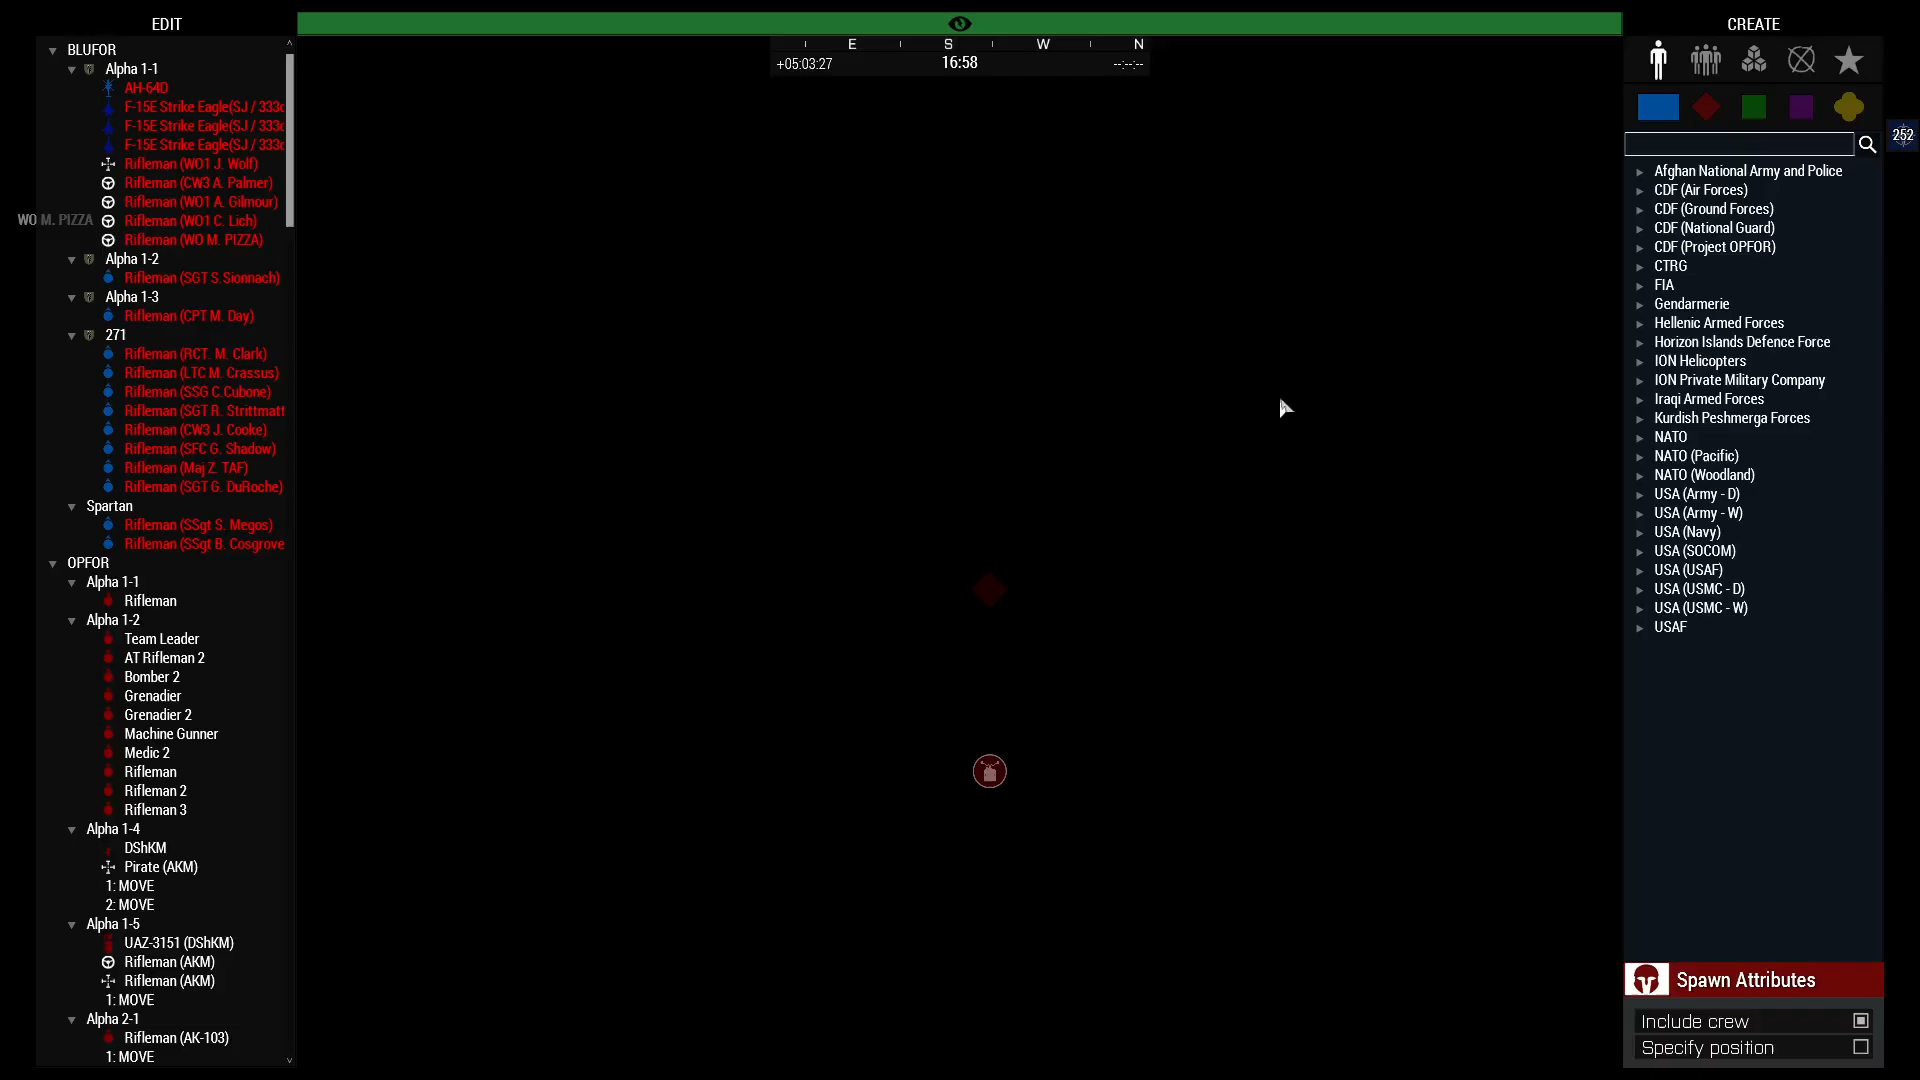 EDIT
BLUFOR
Alpha 1-1
AH-64D
F-15E Strike Eagle(SJ / 333
F-15E Strike Eagle(SJ / 333
F-15E Strike Eagle(SJ / 333
Rifleman (WO1 J. Wolf)
Rifleman (CW3 A. Palmer)
Rifleman (WO1 A. Gilmour)
WO M. PIZZA
Rifleman (WO1 C. Lich)
Rifleman (WO M. PIZZA)
Alpha 1-2
Rifleman (SGT S.Sionnach)
Alpha 1-3
Rifleman (CPT M. Day)
271
Rifleman (RCT. M. Clark)
Rifleman (LTC M. Crassus)
Rifleman (SSG C.Cubone)
Rifleman (SGT R. Strittmatt
Rifleman (CW3 J. Cooke)
Rifleman (SFC G. Shadow)
Rifleman (Maj Z. TAF)
Rifleman (SGT G. DuRoche)
Spartan
Rifleman (SSgt S. Megos)
Rifleman (SSgt B. Cosgrove
OPFOR
Alpha 1-1
Rifleman
Alpha 1-2
Team Leader
AT Rifleman 2
Bomber 2
Grenadier
Grenadier 2
Machine Gunner
Medic 2
Rifleman
Rifleman 2
Rifleman 3
Alpha 1-4
DShKM
Pirate (AKM)
1: MOVE
2: MOVE
Alpha 1-5
UAZ-3151 (DShKM)
Rifleman (AKM)
Rifleman (AKM)
1: MOVE
Alpha 2-1
Rifleman (AK-103)
1: MOVE
E S W N
+05:03:27 16:58 --:--:--
CREATE
252
Afghan National Army and Police
CDF (Air Forces)
CDF (Ground Forces)
CDF (National Guard)
CDF (Project OPFOR)
CTRG
FIA
Gendarmerie
Hellenic Armed Forces
Horizon Islands Defence Force
ION Helicopters
ION Private Military Company
Iraqi Armed Forces
Kurdish Peshmerga Forces
NATO
NATO (Pacific)
NATO (Woodland)
USA (Army - D)
USA (Army - W)
USA (Navy)
USA (SOCOM)
USA (USAF)
USA (USMC - D)
USA (USMC - W)
USAF
Spawn Attributes
Include crew
Specify position